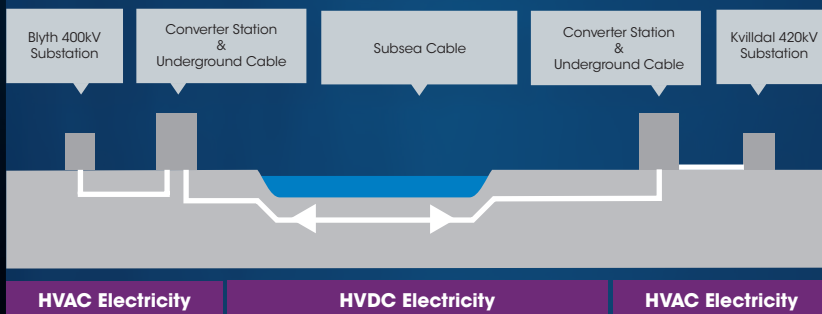 Blyth 400kV
Substation
Converter Station
&
Underground Cable
Subsea Cable
Converter Station
&
Underground Cable
Kvilldal 420kV
Substation
HVAC Electricity
HVDC Electricity
HVAC Electricity